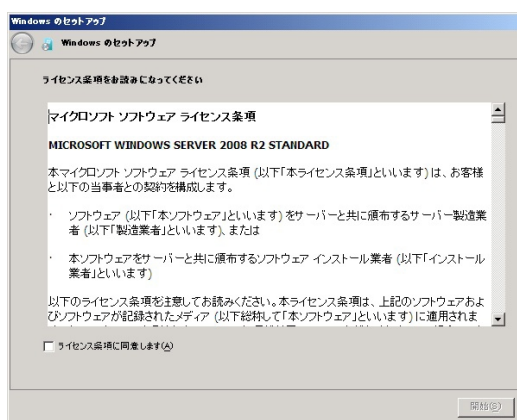 Windows のセットアップ
Windows のセットアップ
ライセンス条項をお読みになってください
マイクロソフト ソフトウェア ライセンス条項
MICROSOFT WINDOWS SERVER 2008 R2 STANDARD
本マイクロソフト ソフトウェア ライセンス条項 (以下「本ライセンス条項」といいます) は、お客様
と以下の当事者との契約を構成します。
· ソフトウェア (以下「本ソフトウェア」といいます) をサーバーと共に頒布するサーバー製造業
者 (以下「製造業者」といいます)、または
· 本ソフトウェアをサーバーと共に頒布するソフトウェア インストール業者 (以下「インストール
業者」といいます)
以下のライセンス条項を注意してお読みください。本ライセンス条項は、上記のソフトウェアおよ
びソフトウェアが記録されたメディア (以下総称して「本ソフトウェア」といいます) に適用されま
ライセンス条項に同意します(A)
開始(S)